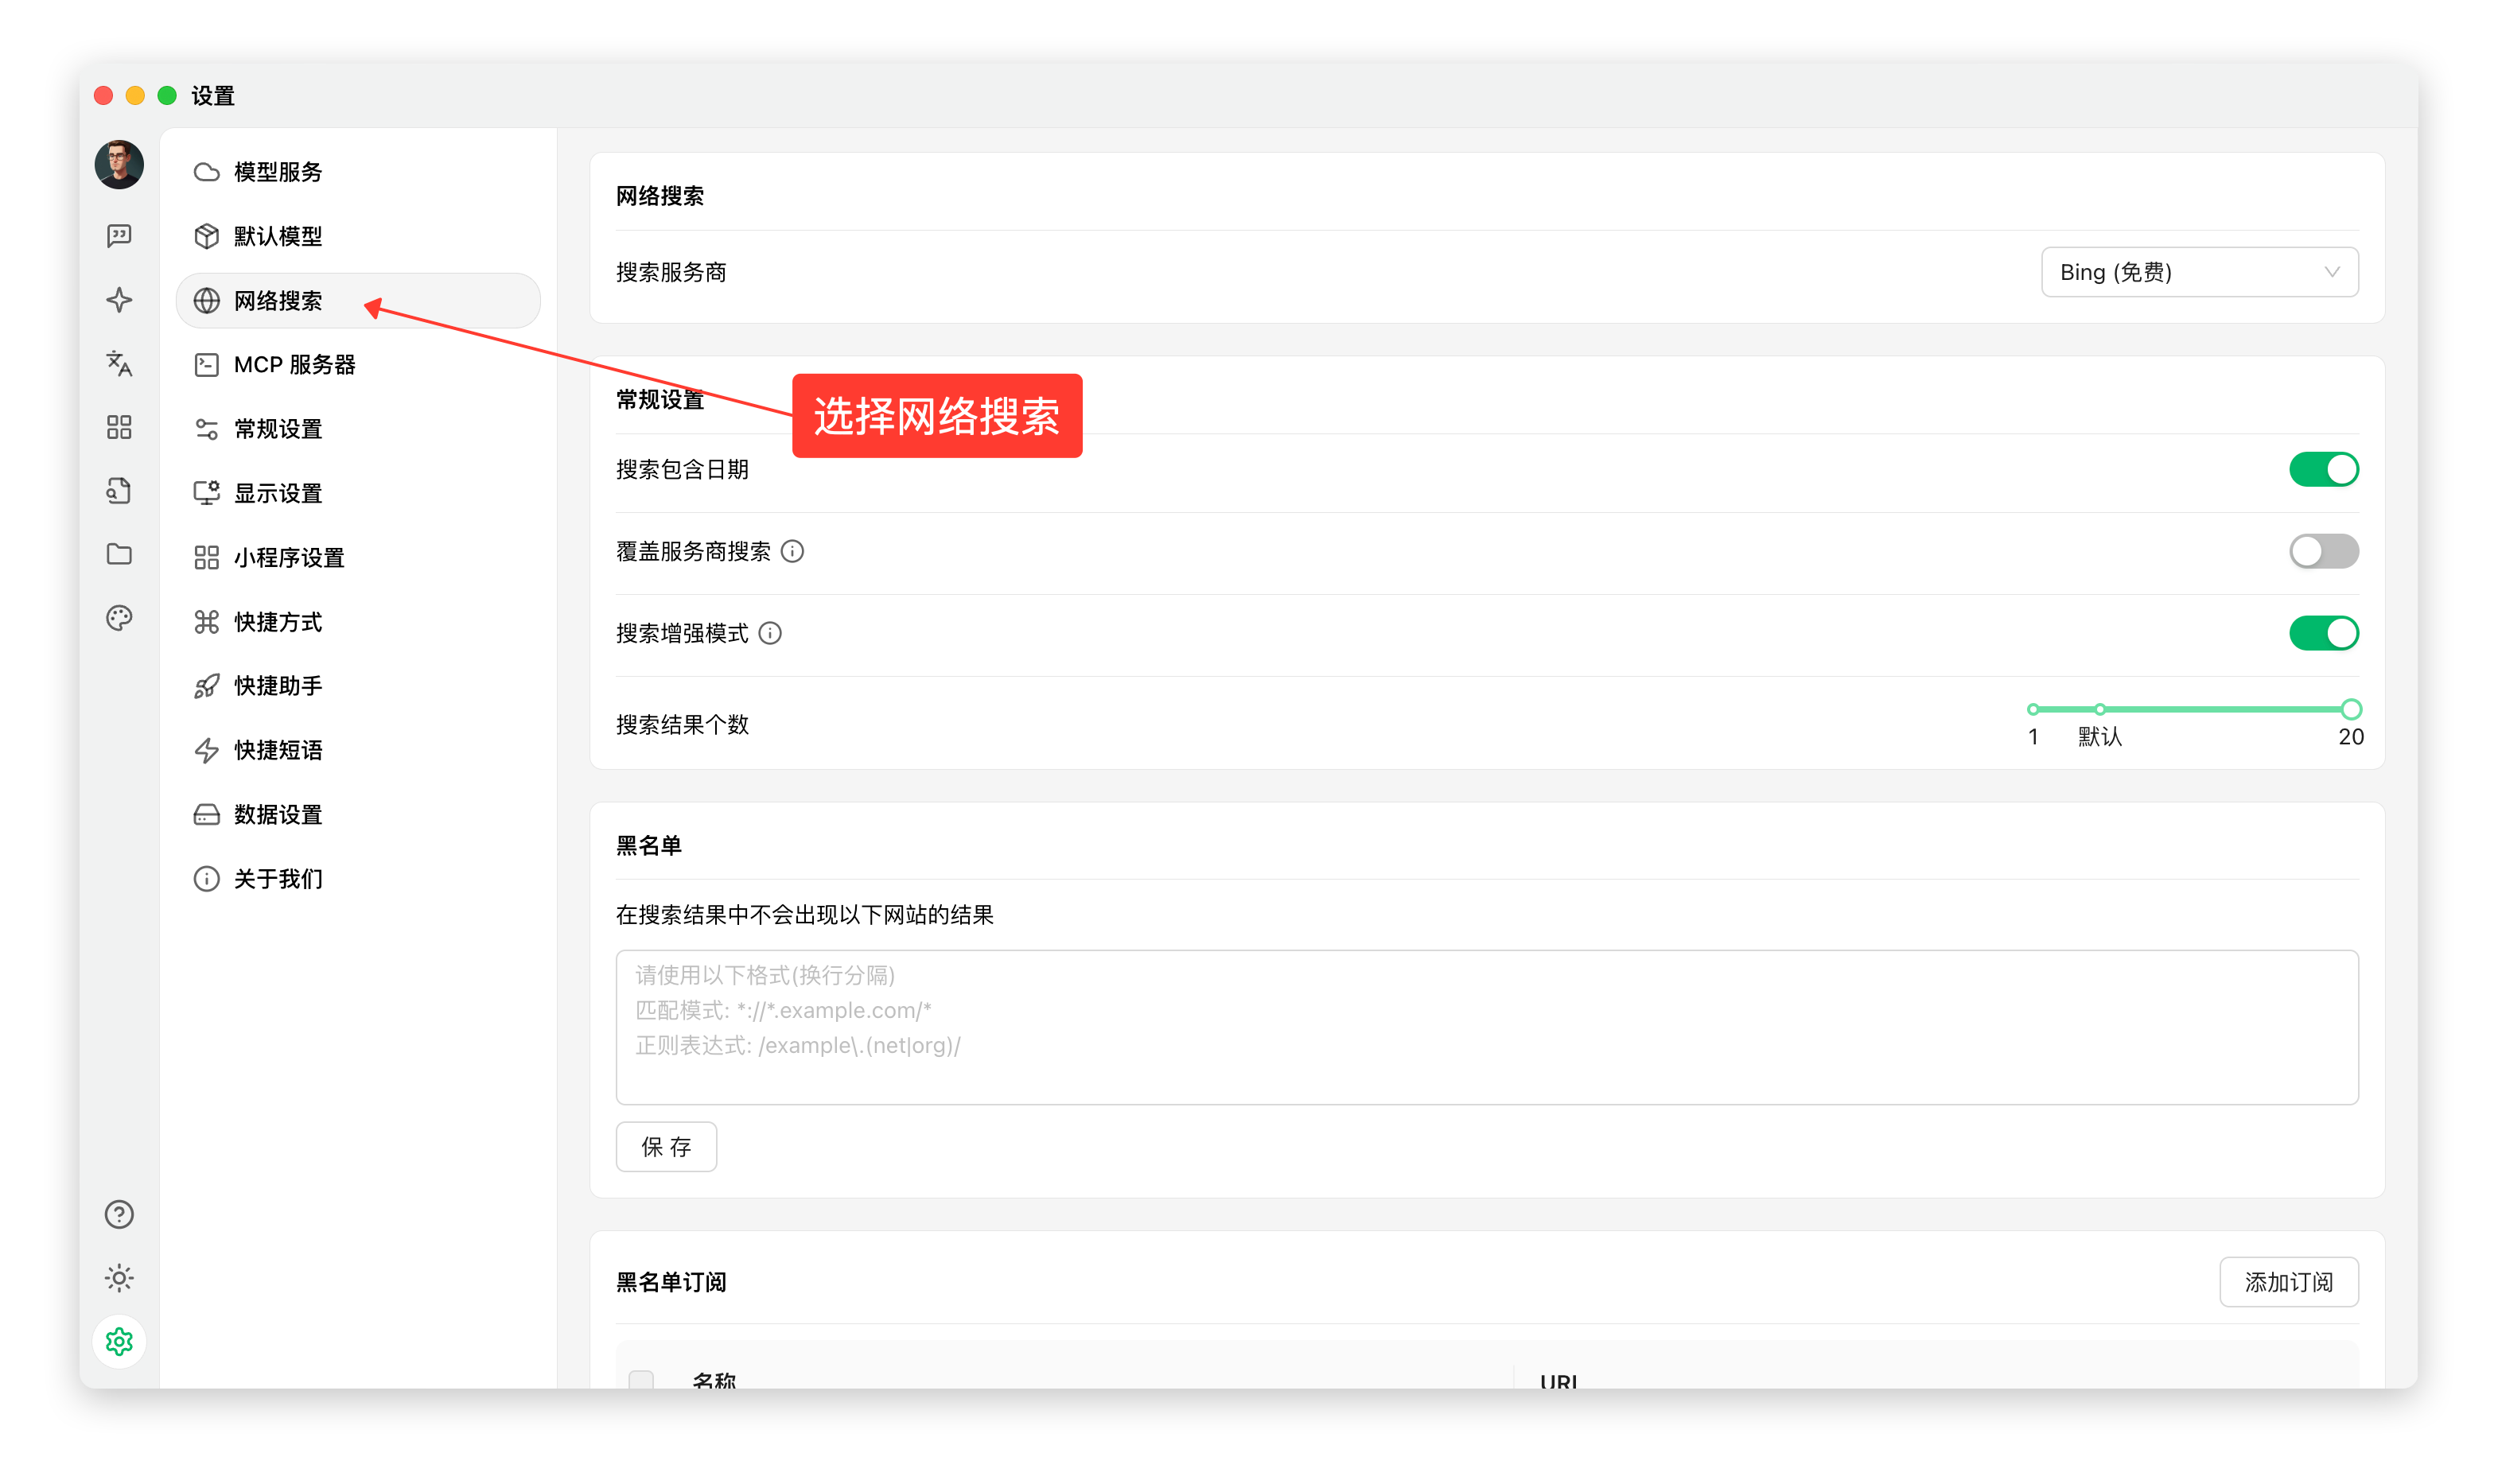 设置
模型服务
默认模型
网络搜索
MCP 服务器
常规设置
显示设置
小程序设置
快捷方式
快捷助手
快捷短语
数据设置
关于我们
网络搜索
搜索服务商
Bing (免费)
常规设置
选择网络搜索
搜索包含日期
覆盖服务商搜索
搜索增强模式
搜索结果个数
1 默认 20
黑名单
在搜索结果中不会出现以下网站的结果
请使用以下格式(换行分隔)
匹配模式: *://*.example.com/*
正则表达式: /example\.(net|org)/
保 存
黑名单订阅
添加订阅
名称 URL